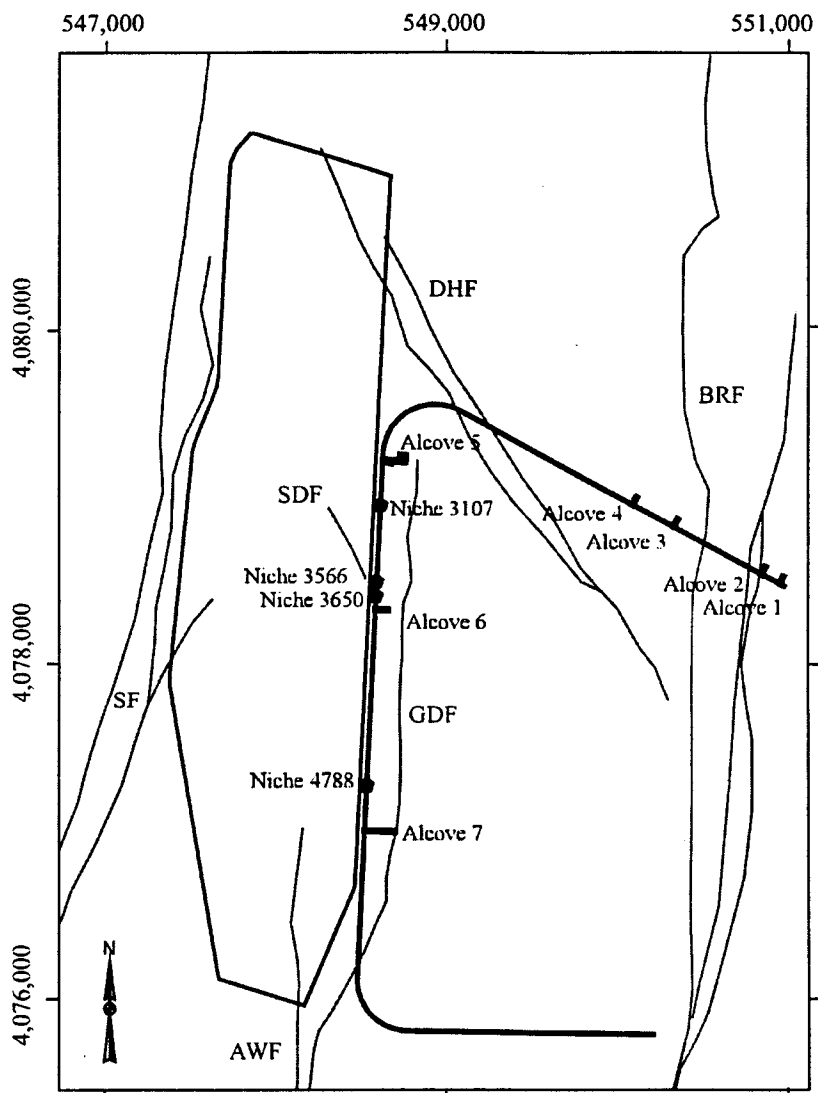 547,000 549,000 551,000
DHF
4,080,000
BRF
Alcove 5
SDF
Niche 3107
Alcove 4
Alcove 3
Niche 3566
Alcove 2
Niche 3650
Alcove 1
Alcove 6
4,078,000
SF
GDF
Niche 4788
Alcove 7
N
4,076,000
AWF